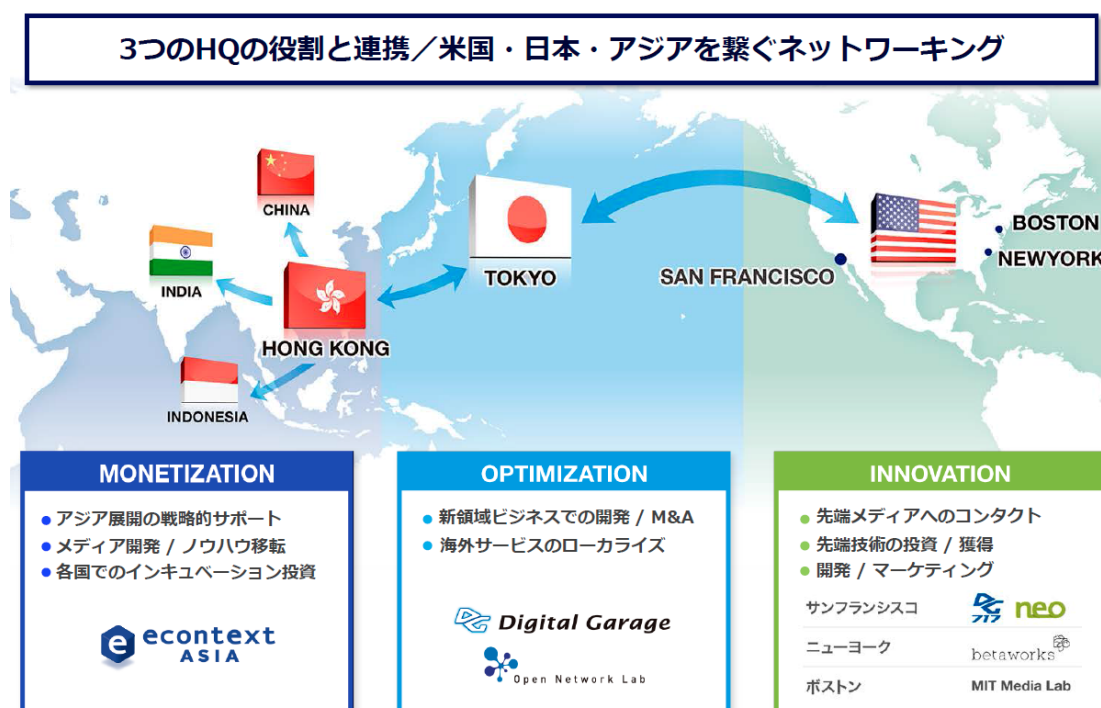 3つのHQの役割と連携／米国・日本・アジアを繋ぐネットワーキング
CHINA
INDIA
HONG KONG
INDONESIA
TOKYO
SAN FRANCISCO
BOSTON
NEWYORK
MONETIZATION
● アジア展開の戦略的サポート
● メディア開発 / ノウハウ移転
● 各国でのインキュベーション投資
e econtext
ASIA
OPTIMIZATION
● 新領域ビジネスでの開発 / M&A
● 海外サービスのローカライズ
DG Digital Garage
Open Network Lab
INNOVATION
● 先端メディアへのコンタクト
● 先端技術の投資 / 獲得
● 開発 / マーケティング
サンフランシスコ DG 717 neo
ニューヨーク betaworks
ボストン MIT Media Lab